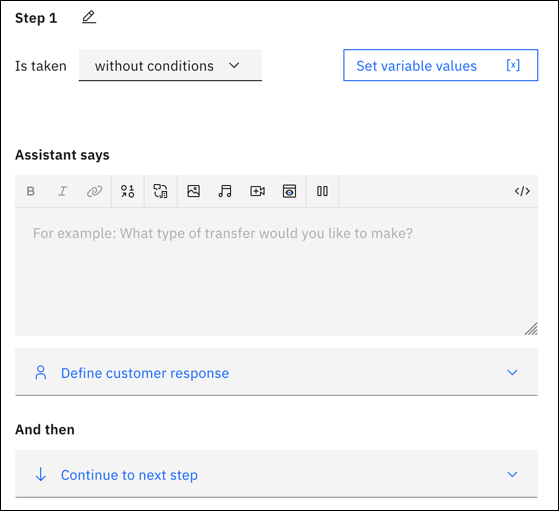 Step 1
Is taken without conditions Set variable values [x]
Assistant says
B I </>
For example: What type of transfer would you like to make?
Define customer response
And then
Continue to next step